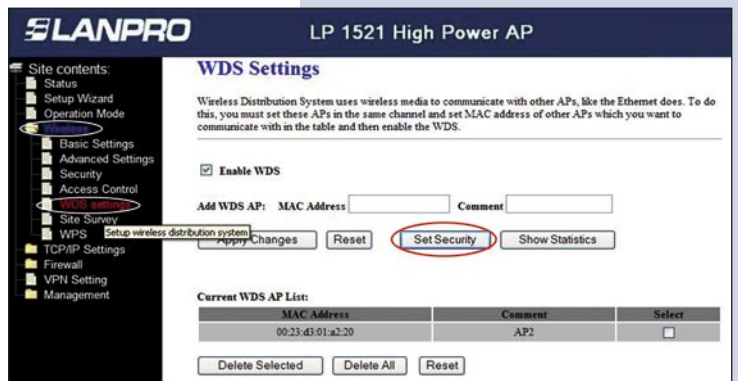 LANPRO
LP 1521 High Power AP
Site contents:
Status
Setup Wizard
Operation Mode
Wireless
Basic Settings
Advanced Settings
Security
Access Control
WDS settings
Site Survey
WPS
Setup wireless distribution system
TCP/IP Settings
Firewall
VPN Setting
Management
WDS Settings
Wireless Distribution System uses wireless media to communicate with other APs, like the Ethernet does. To do
this, you must set these APs in the same channel and set MAC address of other APs which you want to
communicate with in the table and then enable the WDS.
Enable WDS
Add WDS AP: MAC Address Comment
Apply Changes Reset Set Security Show Statistics
Current WDS AP List:
MAC Address Comment Select
00:23:d3:01:a2:20 AP2
Delete Selected Delete All Reset